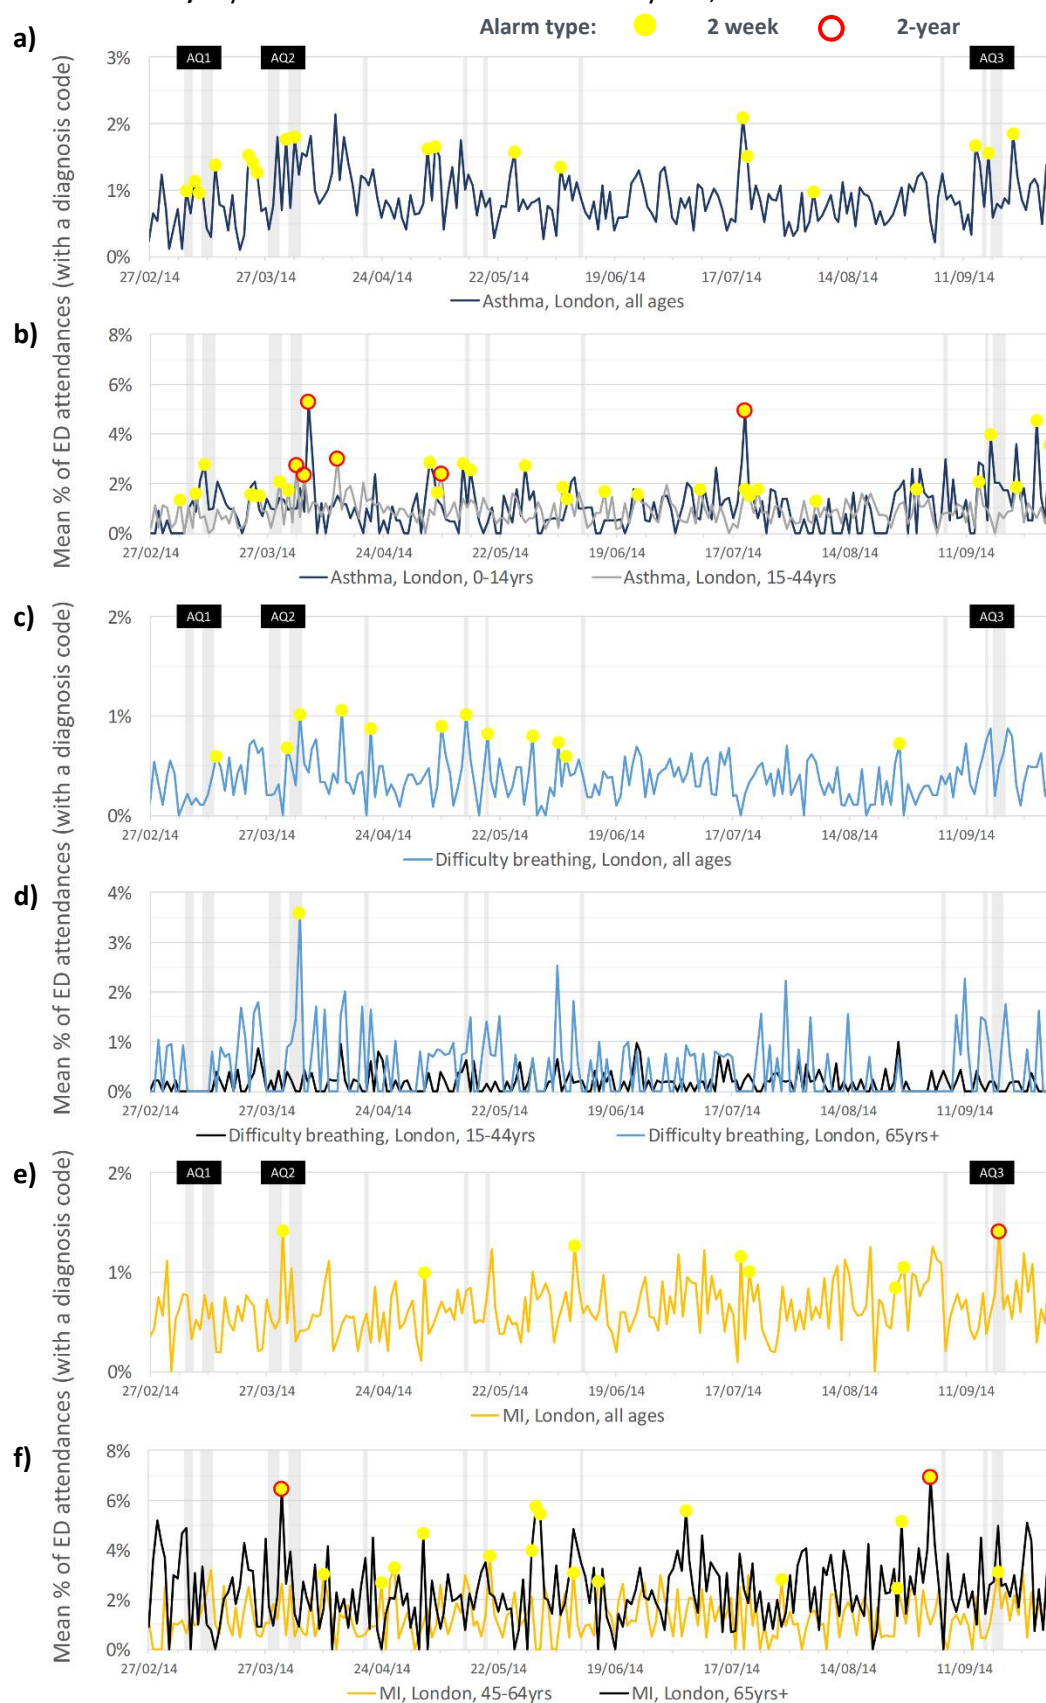 Alarm type: 2 week 2-year
a)
Mean % of ED attendances (with a diagnosis code)
AQ1 AQ2 AQ3
3%
2%
1%
0%
27/02/14 27/03/14 24/04/14 22/05/14 19/06/14 17/07/14 14/08/14 11/09/14
Asthma, London, all ages
b)
8%
6%
4%
2%
0%
27/02/14 27/03/14 24/04/14 22/05/14 19/06/14 17/07/14 14/08/14 11/09/14
Asthma, London, 0-14yrs Asthma, London, 15-44yrs
c)
Mean % of ED attendances (with a diagnosis code)
AQ1 AQ2 AQ3
2%
1%
0%
27/02/14 27/03/14 24/04/14 22/05/14 19/06/14 17/07/14 14/08/14 11/09/14
Difficulty breathing, London, all ages
d)
4%
3%
2%
1%
0%
27/02/14 27/03/14 24/04/14 22/05/14 19/06/14 17/07/14 14/08/14 11/09/14
Difficulty breathing, London, 15-44yrs Difficulty breathing, London, 65yrs+
e)
Mean % of ED attendances (with a diagnosis code)
AQ1 AQ2 AQ3
2%
1%
0%
27/02/14 27/03/14 24/04/14 22/05/14 19/06/14 17/07/14 14/08/14 11/09/14
MI, London, all ages
f)
8%
6%
4%
2%
0%
27/02/14 27/03/14 24/04/14 22/05/14 19/06/14 17/07/14 14/08/14 11/09/14
MI, London, 45-64yrs MI, London, 65yrs+